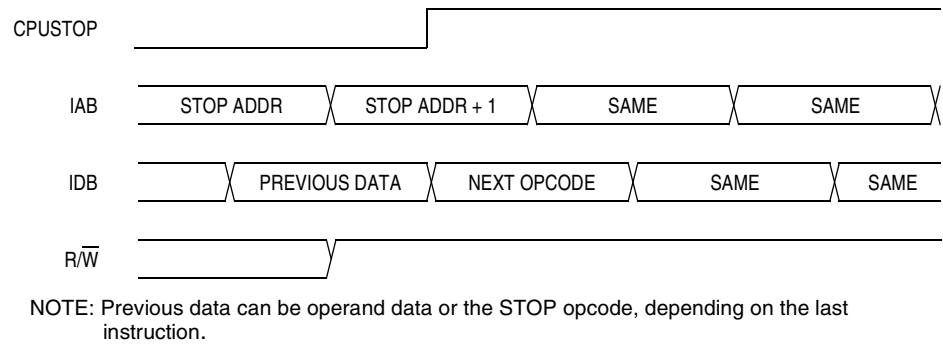 CPUSTOP
IAB STOP ADDR STOP ADDR + 1 SAME SAME
IDB PREVIOUS DATA NEXT OPCODE SAME SAME
R/W̅
NOTE: Previous data can be operand data or the STOP opcode, depending on the last
instruction.